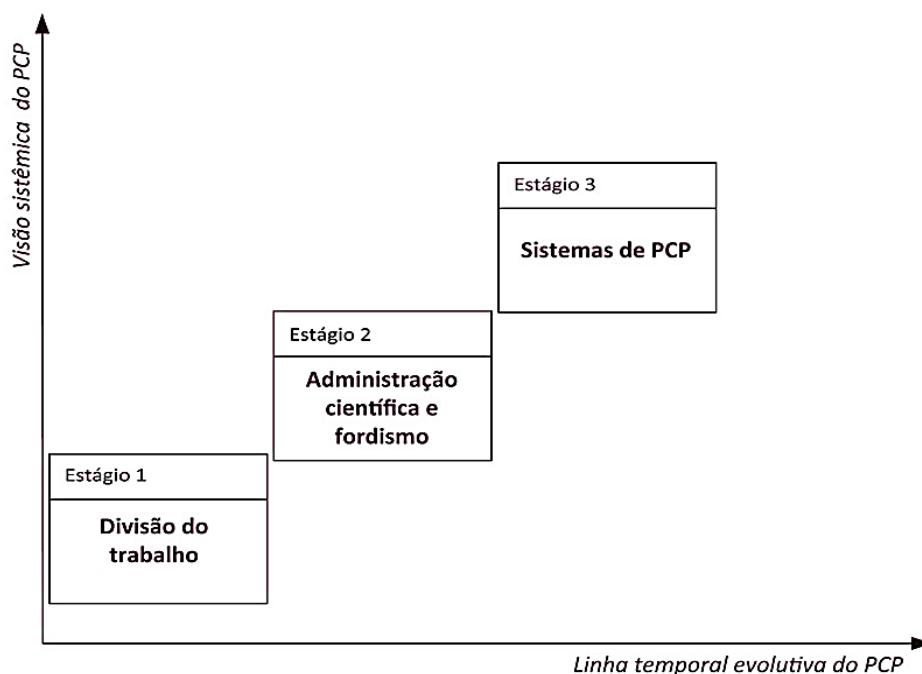 Visão sistêmica do PCP
Estágio 3
Sistemas de PCP
Estágio 2
Administração
científica e
fordismo
Estágio 1
Divisão do
trabalho
Linha temporal evolutiva do PCP